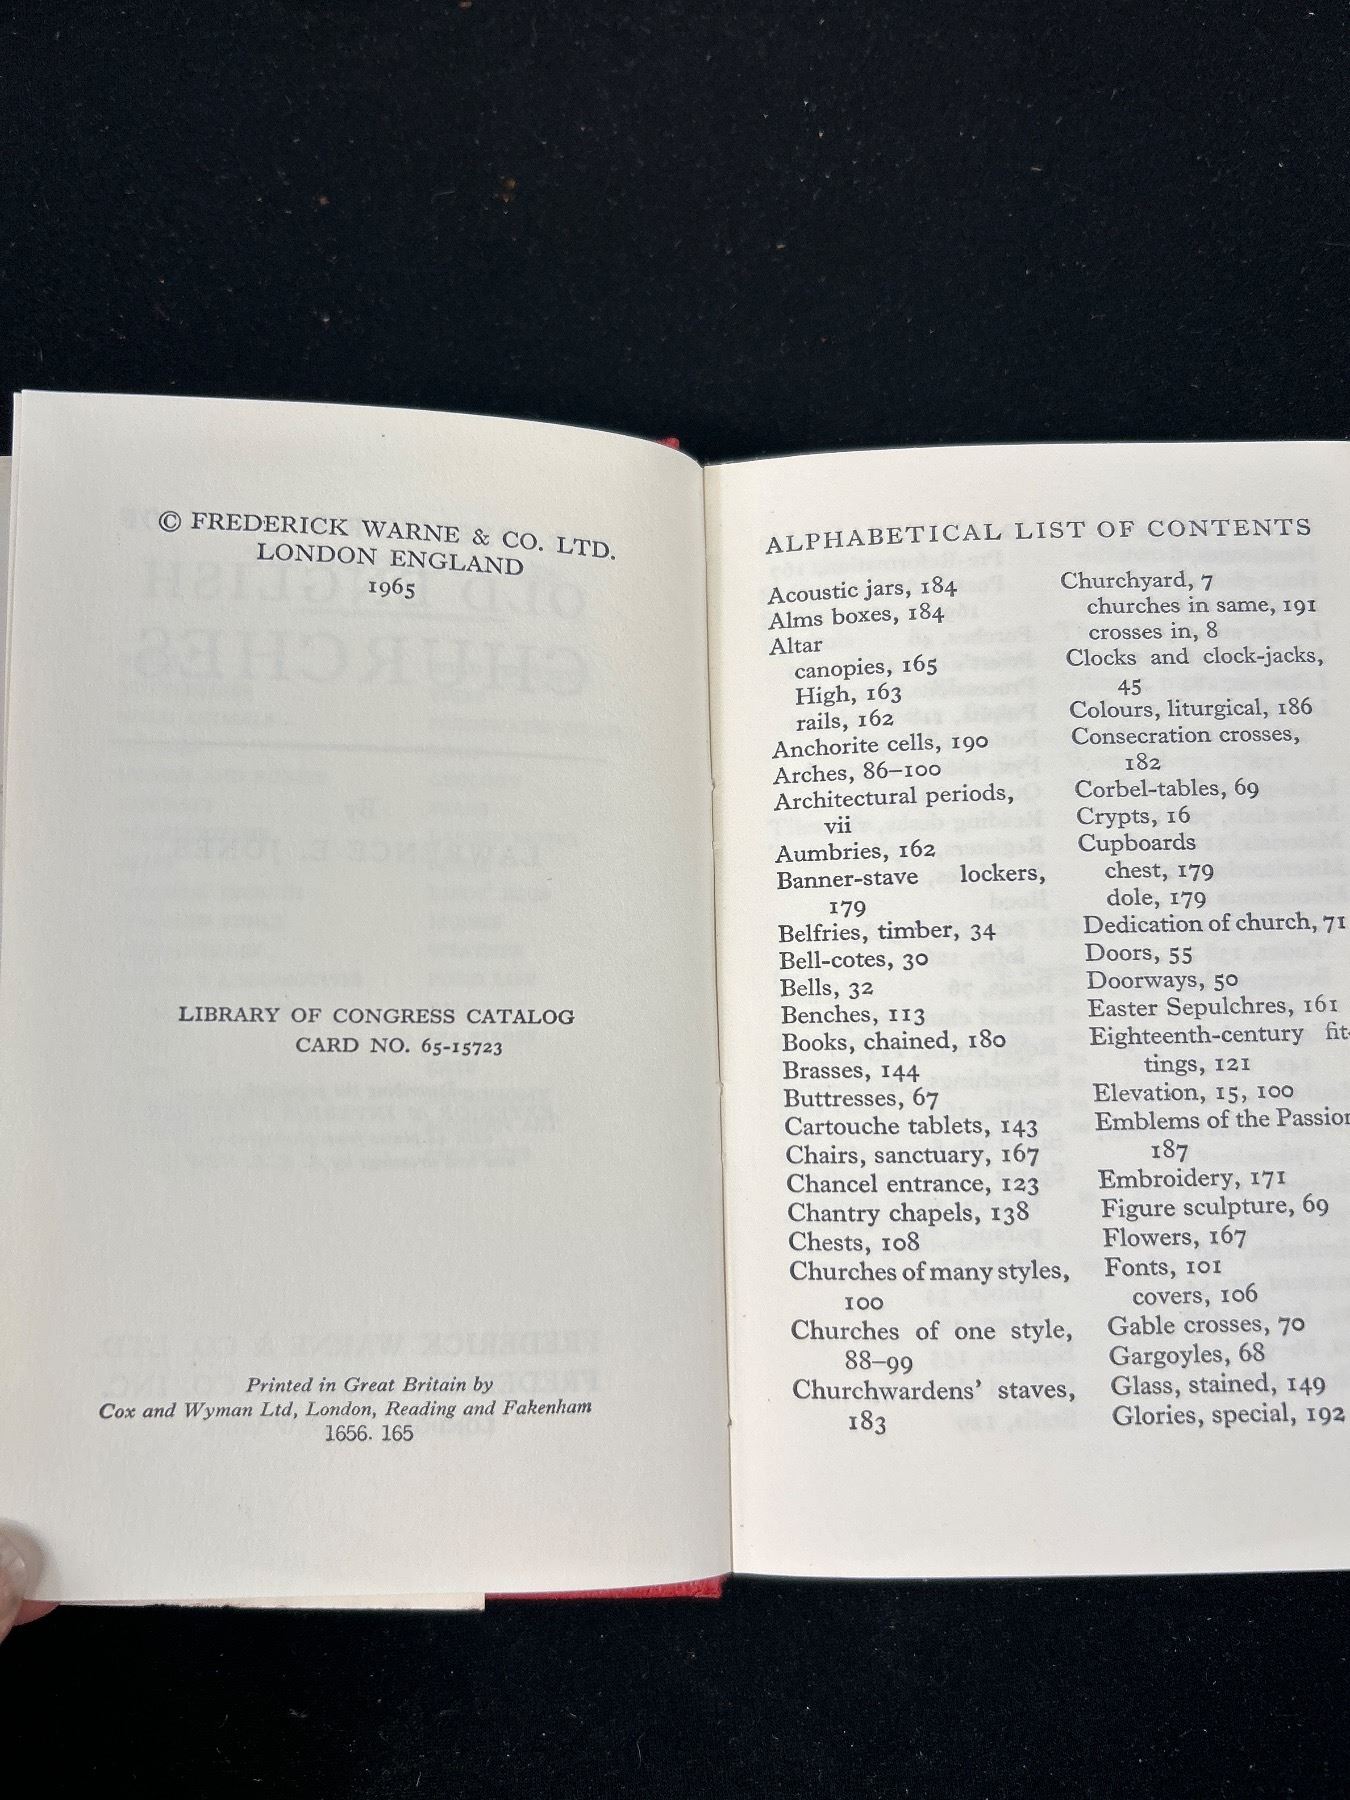 © FREDERICK WARNE & CO. LTD.
LONDON ENGLAND
1965
LIBRARY OF CONGRESS CATALOG
CARD NO. 65-15723
Printed in Great Britain by
Cox and Wyman Ltd, London, Reading and Fakenham
1656. 165
ALPHABETICAL LIST OF CONTENTS
Acoustic jars, 184
Alms boxes, 184
Altar
canopies, 165
High, 163
rails, 162
Anchorite cells, 190
Arches, 86–100
Architectural periods,
vii
Aumbries, 162
Banner-stave lockers,
179
Belfries, timber, 34
Bell-cotes, 30
Bells, 32
Benches, 113
Books, chained, 180
Brasses, 144
Buttresses, 67
Cartouche tablets, 143
Chairs, sanctuary, 167
Chancel entrance, 123
Chantry chapels, 138
Chests, 108
Churches of many styles,
100
Churches of one style,
88–99
Churchwardens' staves,
183
Churchyard, 7
churches in same, 191
crosses in, 8
Clocks and clock-jacks,
45
Colours, liturgical, 186
Consecration crosses,
182
Corbel-tables, 69
Crypts, 16
Cupboards
chest, 179
dole, 179
Dedication of church, 71
Doors, 55
Doorways, 50
Easter Sepulchres, 161
Eighteenth-century fit-
tings, 121
Elevation, 15, 100
Emblems of the Passion
187
Embroidery, 171
Figure sculpture, 69
Flowers, 167
Fonts, 101
covers, 106
Gable crosses, 70
Gargoyles, 68
Glass, stained, 149
Glories, special, 192